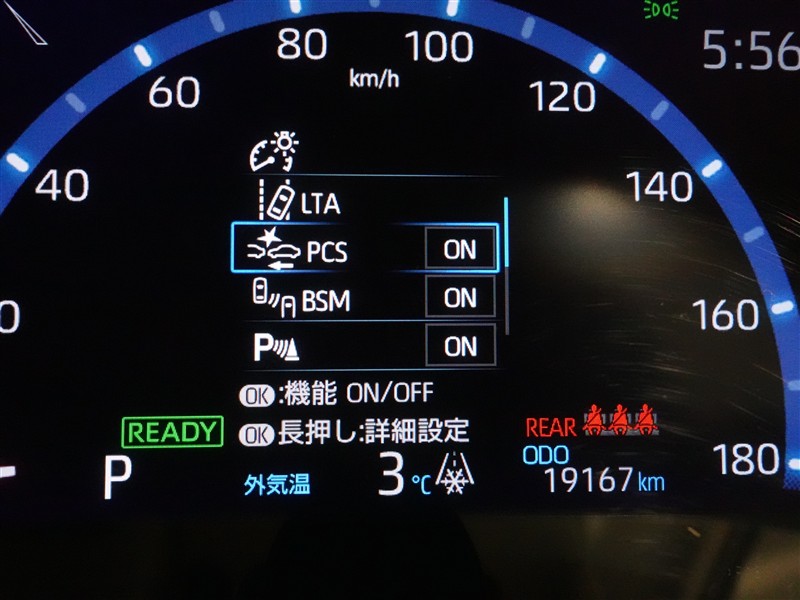 80
100
5:56
km/h
60
120
40
140
LTA
PCS ON
BSM ON
160
P ON
OK:機能 ON/OFF
READY
OK長押し:詳細設定
REAR
ODO
180
P
外気温 3℃
19167km